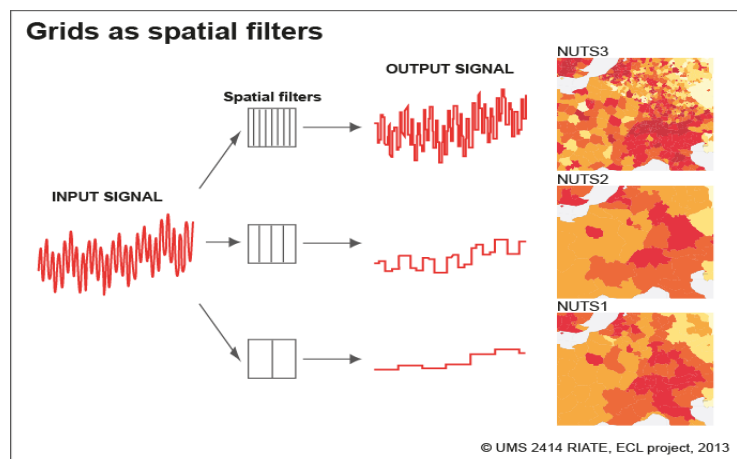 Grids as spatial filters
INPUT SIGNAL
Spatial filters
OUTPUT SIGNAL
NUTS3
NUTS2
NUTS1
© UMS 2414 RIATE, ECL project, 2013